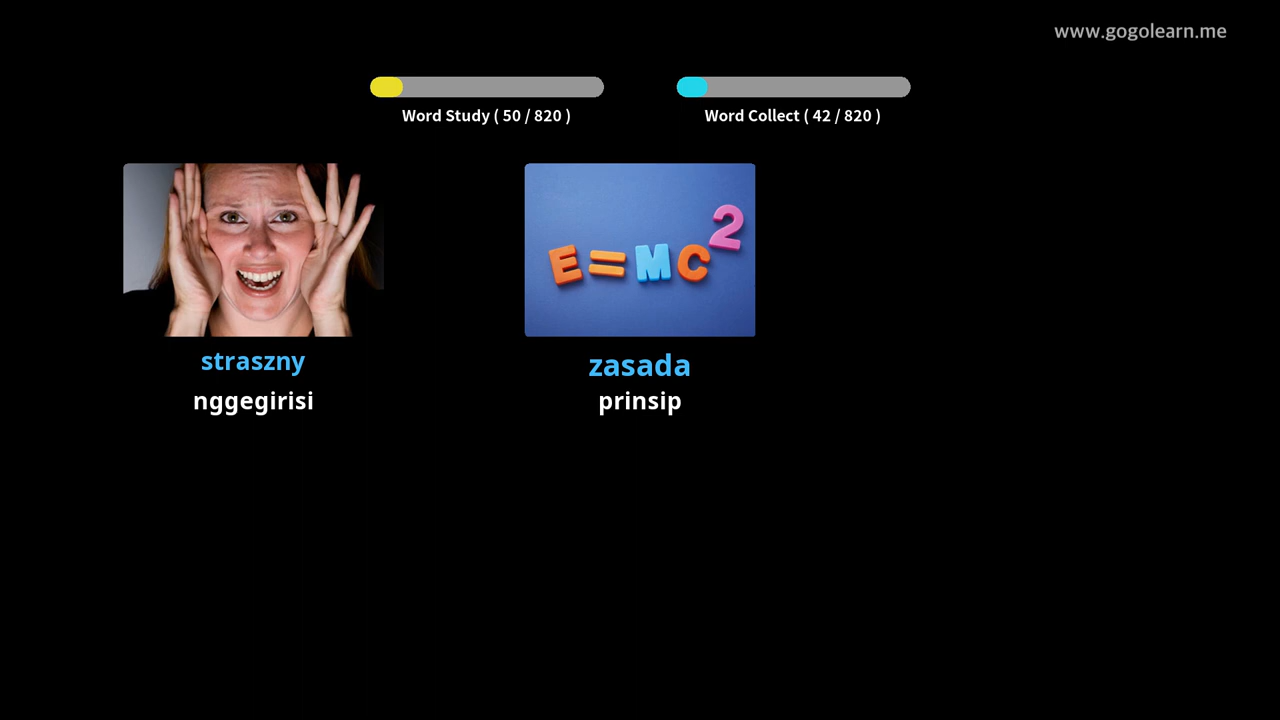 www.gogolearn.me
Word Study ( 50 / 820 )
Word Collect ( 42 / 820 )
E=MC2
straszny
zasada
nggegirisi
prinsip